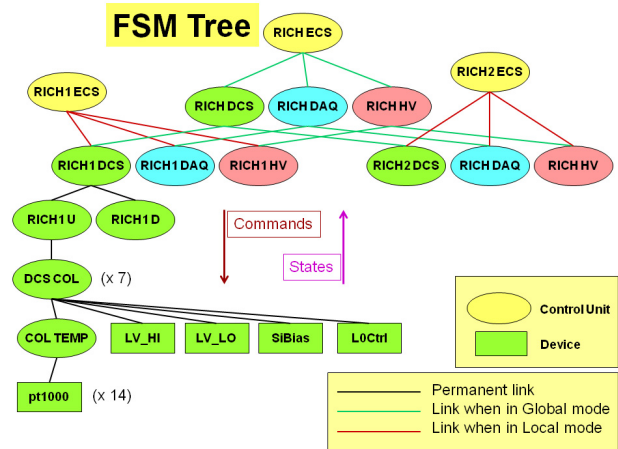 FSM Tree
RICH ECS
RICH1 ECS
RICH2 ECS
RICH DCS
RICH DAQ
RICH HV
RICH1 DCS
RICH1 DAQ
RICH1 HV
RICH2 DCS
RICH DAQ
RICH HV
RICH1 U
RICH1 D
Commands
States
DCS COL
(x 7)
COL TEMP
LV_HI
LV_LO
SiBias
L0Ctrl
pt1000
(x 14)
Control Unit
Device
Permanent link
Link when in Global mode
Link when in Local mode